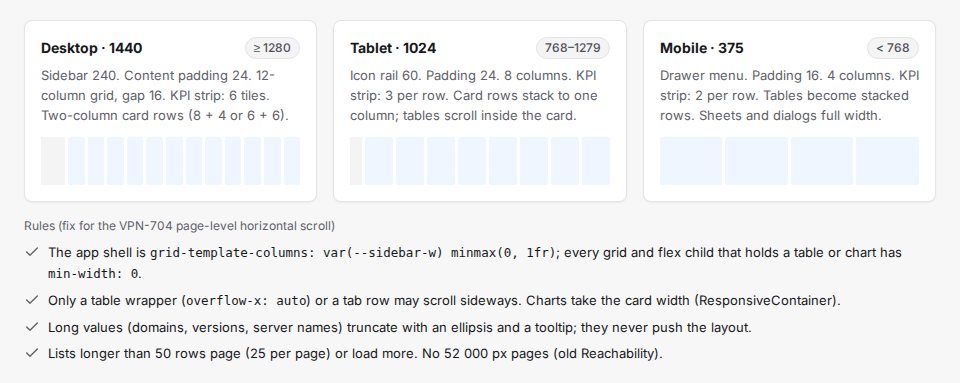 Desktop · 1440
≥ 1280
Sidebar 240. Content padding 24. 12-
column grid, gap 16. KPI strip: 6 tiles.
Two-column card rows (8 + 4 or 6 + 6).
Tablet · 1024
768–1279
Icon rail 60. Padding 24. 8 columns. KPI
strip: 3 per row. Card rows stack to one
column; tables scroll inside the card.
Mobile · 375
< 768
Drawer menu. Padding 16. 4 columns. KPI
strip: 2 per row. Tables become stacked
rows. Sheets and dialogs full width.
Rules (fix for the VPN-704 page-level horizontal scroll)
The app shell is grid-template-columns: var(--sidebar-w) minmax(0, 1fr); every grid and flex child that holds a table or chart has
min-width: 0.
Only a table wrapper (overflow-x: auto) or a tab row may scroll sideways. Charts take the card width (ResponsiveContainer).
Long values (domains, versions, server names) truncate with an ellipsis and a tooltip; they never push the layout.
Lists longer than 50 rows page (25 per page) or load more. No 52 000 px pages (old Reachability).